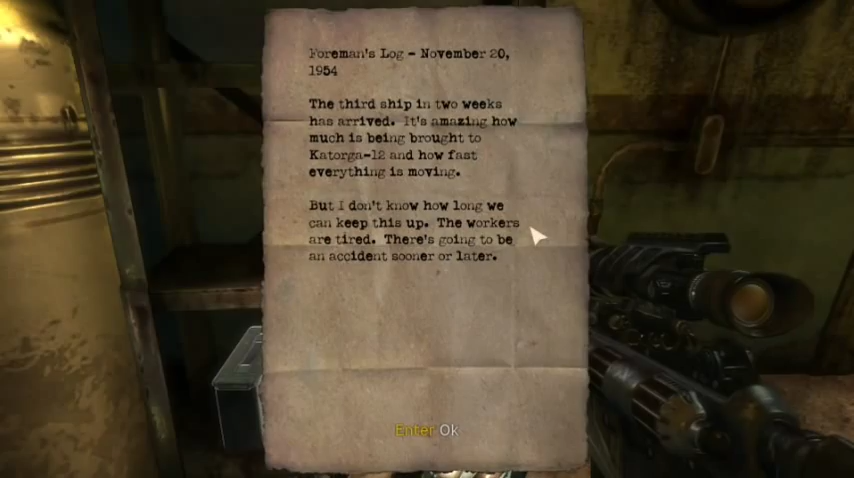 Foreman's Log - November 20,
1954
The third ship in two weeks
has arrived. It's amazing how
much is being brought to
Katorga-12 and how fast
everything is moving.
But I don't know how long we
can keep this up. The workers
are tired. There's going to be
an accident sooner or later.
Enter Ok